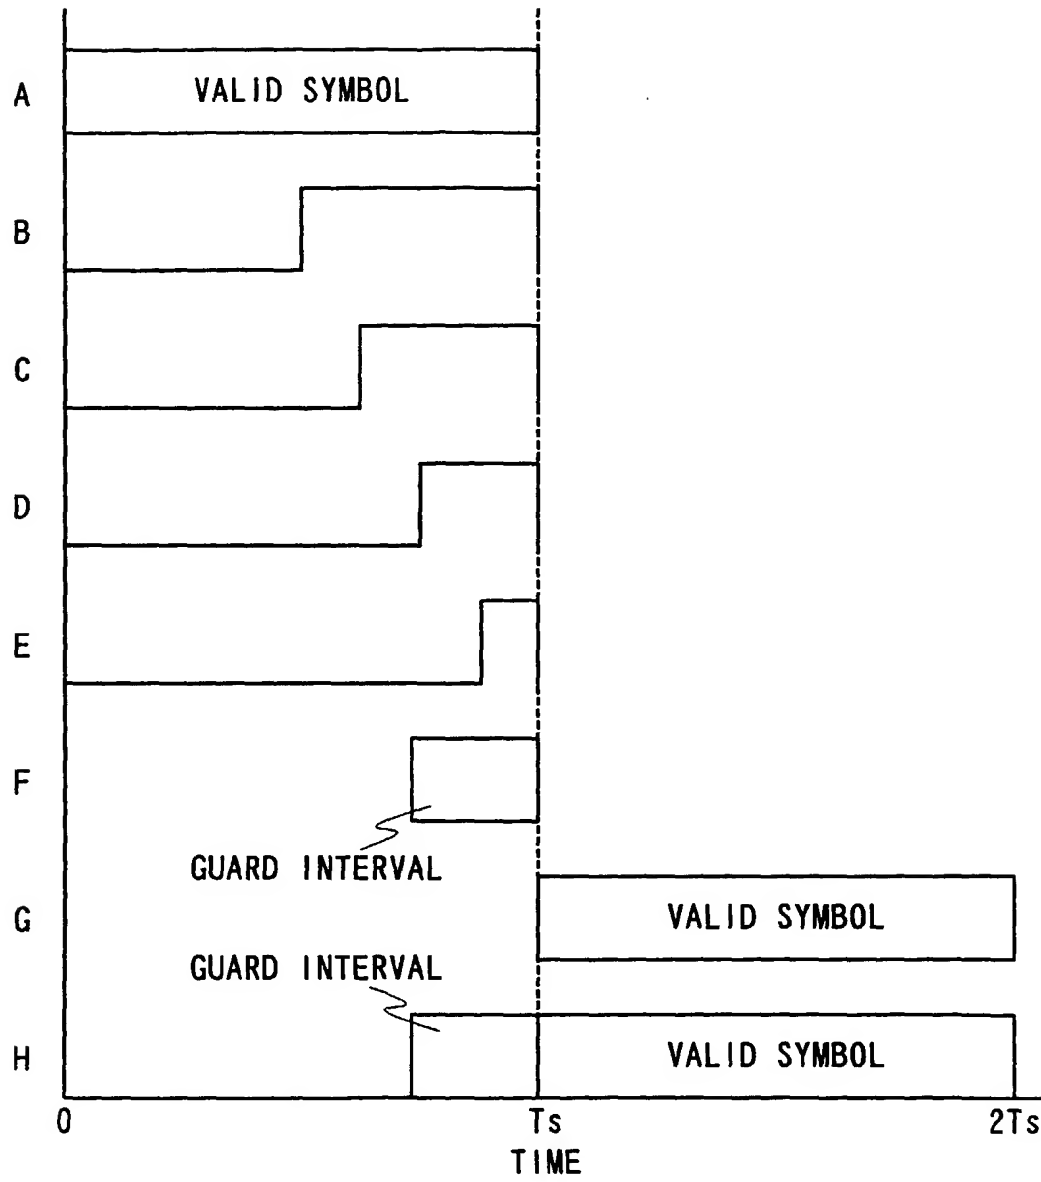 A VALID SYMBOL
B
C
D
E
F
GUARD INTERVAL
G VALID SYMBOL
GUARD INTERVAL
H VALID SYMBOL
0 Ts 2Ts
TIME